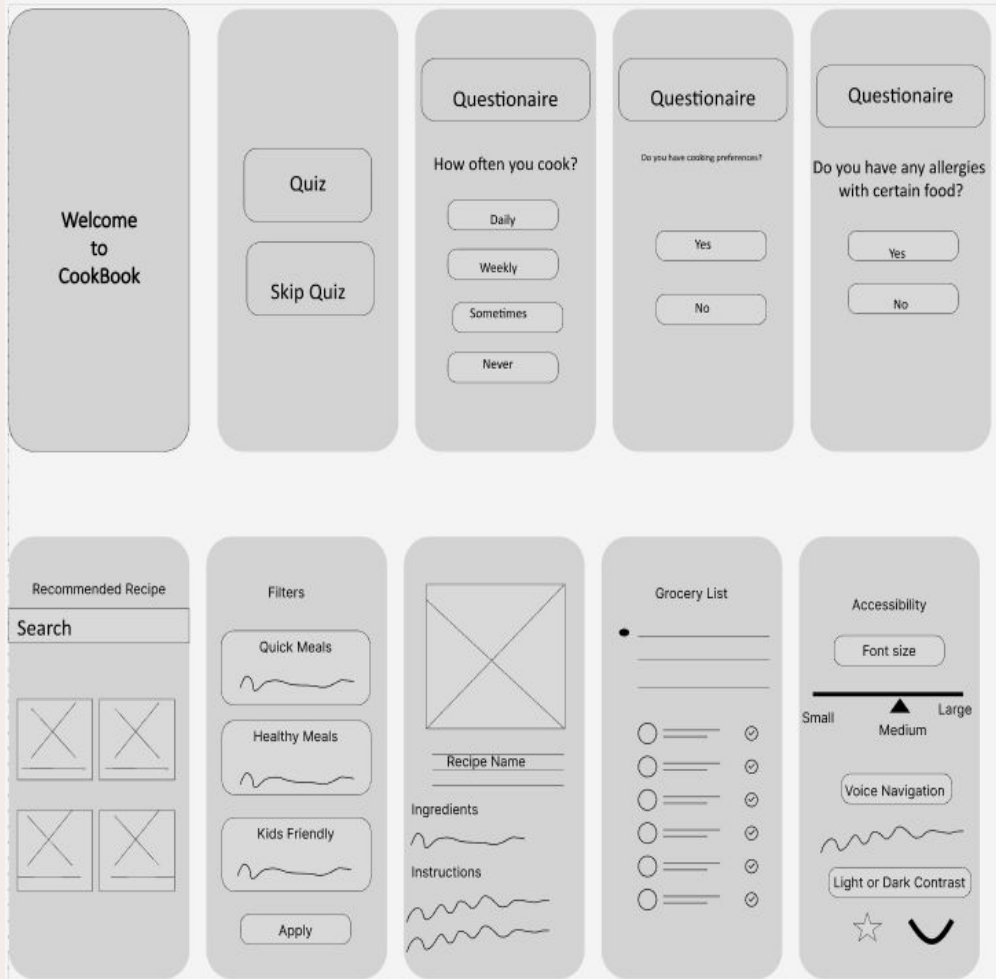 Welcome
to
CookBook
Quiz
Skip Quiz
Questionaire
How often you cook?
Daily
Weekly
Sometimes
Never
Questionaire
Do you have cooking preferences?
Yes
No
Questionaire
Do you have any allergies
with certain food?
Yes
No
Recommended Recipe
Search
Filters
Quick Meals
Healthy Meals
Kids Friendly
Apply
Recipe Name
Ingredients
Instructions
Grocery List
Accessibility
Font size
Small
Medium
Large
Voice Navigation
Light or Dark Contrast